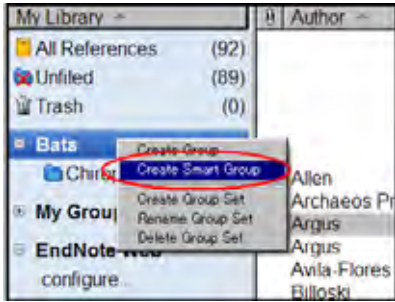 My Library
Author
All References (92)
Unfiled (89)
Trash (0)
Bats
Create Group
Create Smart Group
Create Group Set
Rename Group Set
Delete Group Set
My Grou
EndNote
configure...
Allen
Archaeos Pr
Argus
Argus
Avila-Flores
Billoski